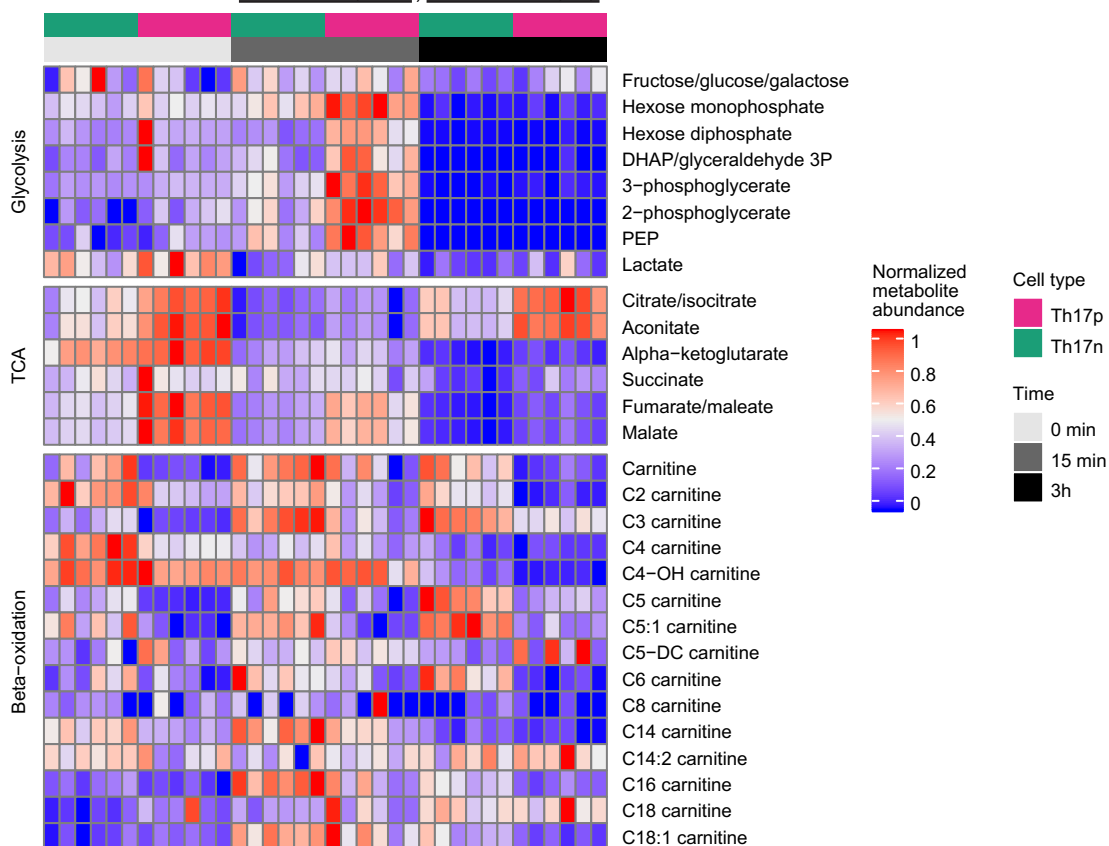 Glycolysis
Fructose/glucose/galactose
Hexose monophosphate
Hexose diphosphate
DHAP/glyceraldehyde 3P
3−phosphoglycerate
2−phosphoglycerate
PEP
Lactate
TCA
Citrate/isocitrate
Aconitate
Alpha−ketoglutarate
Succinate
Fumarate/maleate
Malate
Beta−oxidation
Carnitine
C2 carnitine
C3 carnitine
C4 carnitine
C4−OH carnitine
C5 carnitine
C5:1 carnitine
C5−DC carnitine
C6 carnitine
C8 carnitine
C14 carnitine
C14:2 carnitine
C16 carnitine
C18 carnitine
C18:1 carnitine
Normalized
metabolite
abundance
1
0.8
0.6
0.4
0.2
0
Cell type
Th17p
Th17n
Time
0 min
15 min
3h